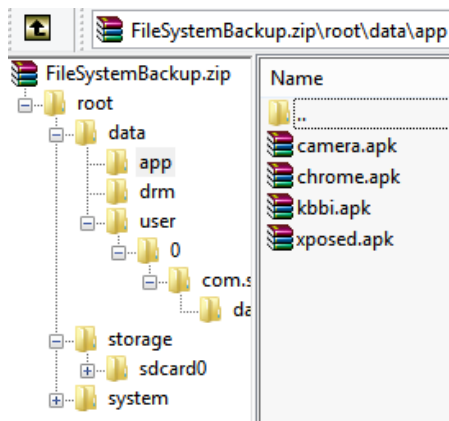 FileSystemBackup.zip\root\data\app
FileSystemBackup.zip
root
data
app
drm
user
0
com.s
da
storage
sdcard0
system
Name
..
camera.apk
chrome.apk
kbbi.apk
xposed.apk